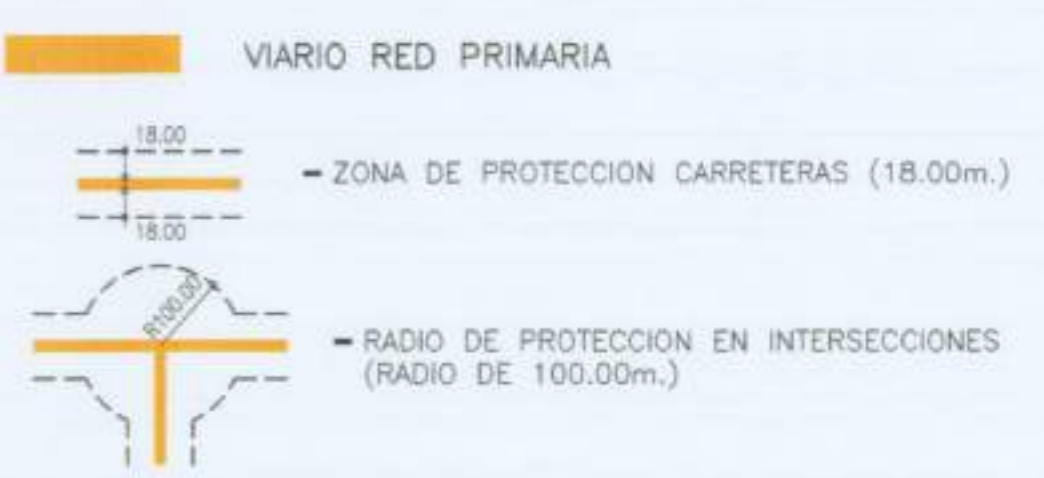 VIARIO RED PRIMARIA
18.00
- ZONA DE PROTECCION CARRETERAS (18.00m.)
18.00
R100.00
- RADIO DE PROTECCION EN INTERSECCIONES
(RADIO DE 100.00m.)